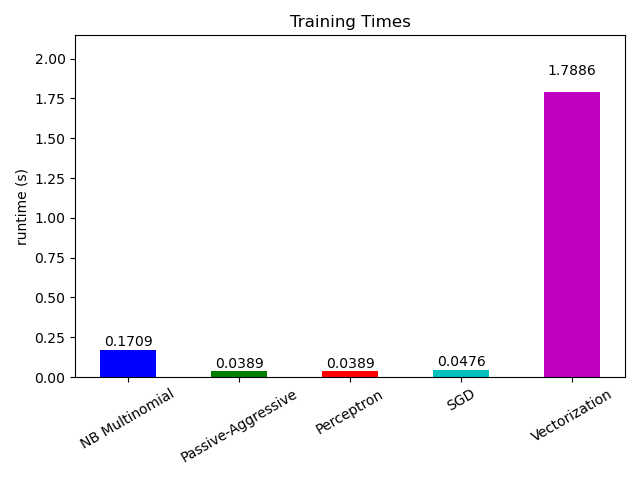 Training Times
runtime (s)
2.00
1.75
1.50
1.25
1.00
0.75
0.50
0.25
0.00
0.1709
0.0389
0.0389
0.0476
1.7886
NB Multinomial
Passive-Aggressive
Perceptron
SGD
Vectorization